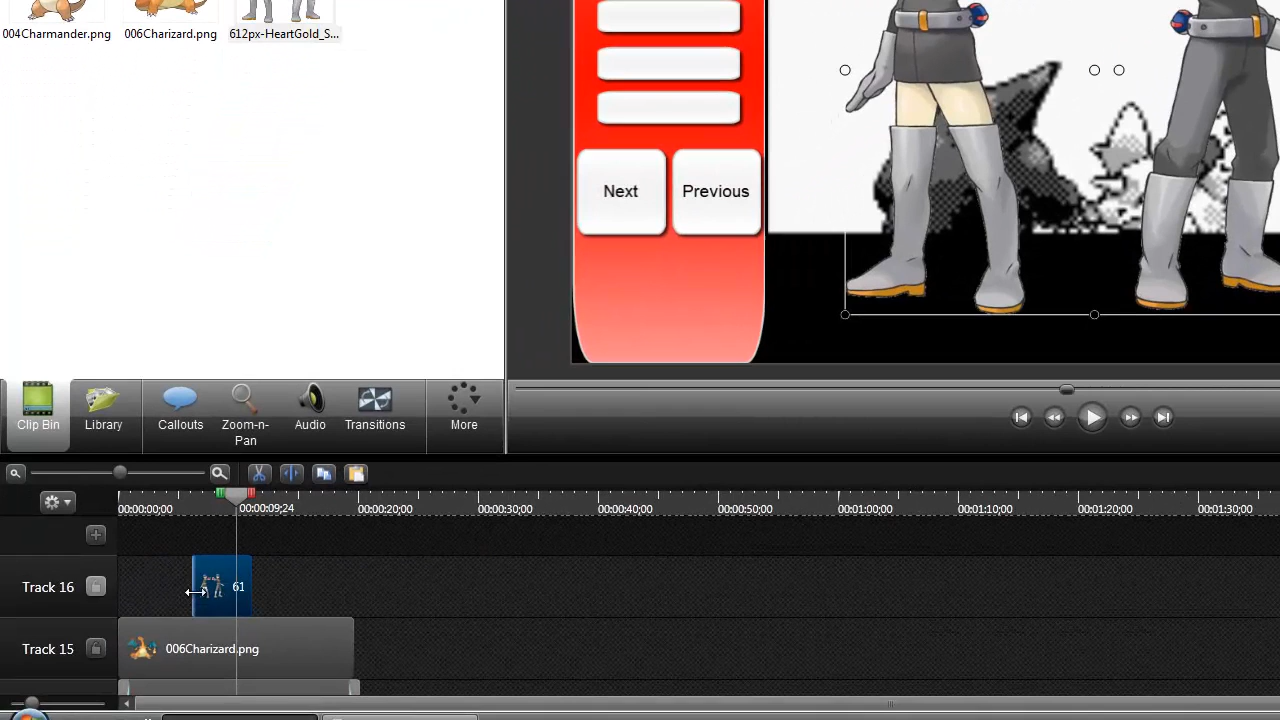 004Charmander.png 006Charizard.png 612px-HeartGold_S...
Next Previous
Clip Bin Library Callouts Zoom-n-Pan Audio Transitions More
00:00:00;00 00:00:09;24 00:00:20;00 00:00:30;00 00:00:40;00 00:00:50;00 00:01:00;00 00:01:10;00 00:01:20;00 00:01:30;00
Track 16 61
Track 15 006Charizard.png